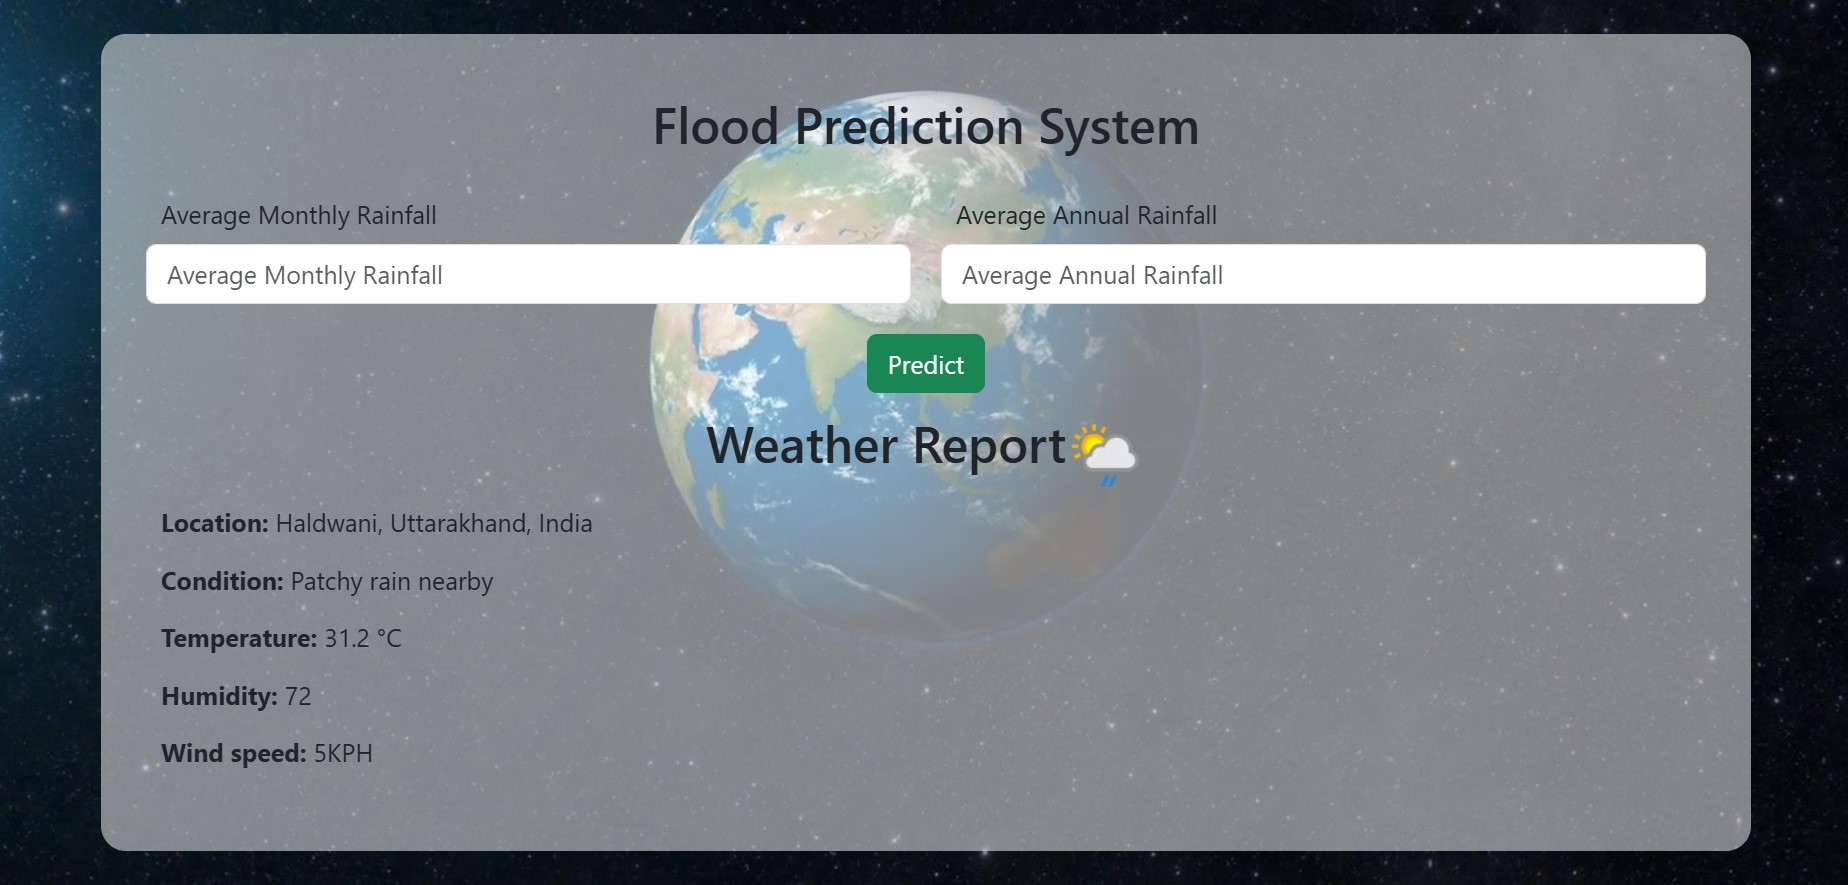 Flood Prediction System
Average Monthly Rainfall
Average Monthly Rainfall
Average Annual Rainfall
Average Annual Rainfall
Predict
Weather Report
Location: Haldwani, Uttarakhand, India
Condition: Patchy rain nearby
Temperature: 31.2 °C
Humidity: 72
Wind speed: 5KPH